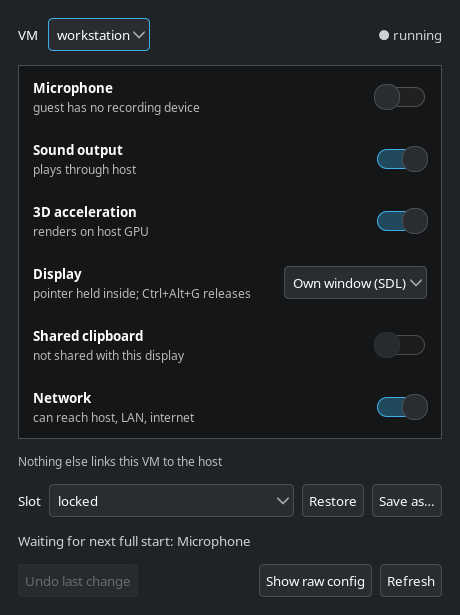 VM workstation running
Microphone
guest has no recording device
Sound output
plays through host
3D acceleration
renders on host GPU
Display
pointer held inside; Ctrl+Alt+G releases
Own window (SDL)
Shared clipboard
not shared with this display
Network
can reach host, LAN, internet
Nothing else links this VM to the host
Slot locked Restore Save as...
Waiting for next full start: Microphone
Undo last change Show raw config Refresh